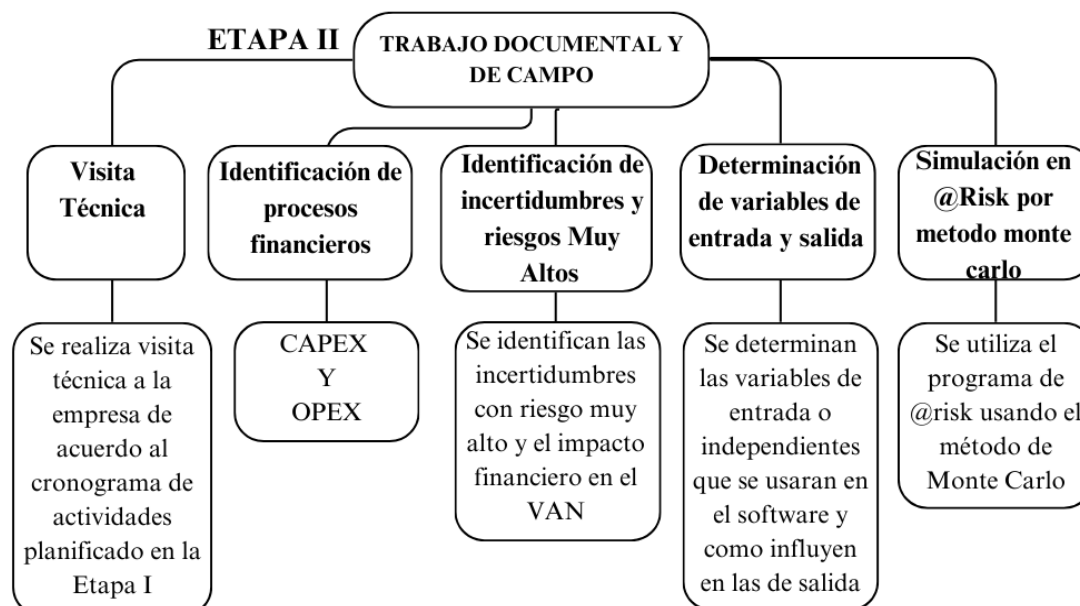 ETAPA II
TRABAJO DOCUMENTAL Y
DE CAMPO
Visita
Técnica
Identificación de
procesos
financieros
Identificación de
incertidumbres y
riesgos Muy
Altos
Determinación
de variables de
entrada y salida
Simulación en
@Risk por
metodo monte
carlo
Se realiza visita
técnica a la
empresa de
acuerdo al
cronograma de
actividades
planificado en la
Etapa I
CAPEX
Y
OPEX
Se identifican las
incertidumbres
con riesgo muy
alto y el impacto
financiero en el
VAN
Se determinan
las variables de
entrada o
independientes
que se usaran en
el software y
como influyen
en las de salida
Se utiliza el
programa de
@risk usando el
método de
Monte Carlo